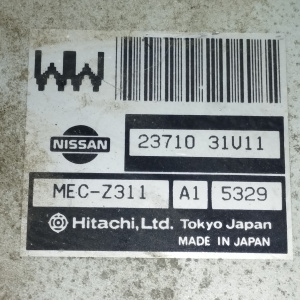 NISSAN
23710 31U11
MEC-Z311 A1 5329
Hitachi, Ltd. Tokyo Japan
MADE IN JAPAN